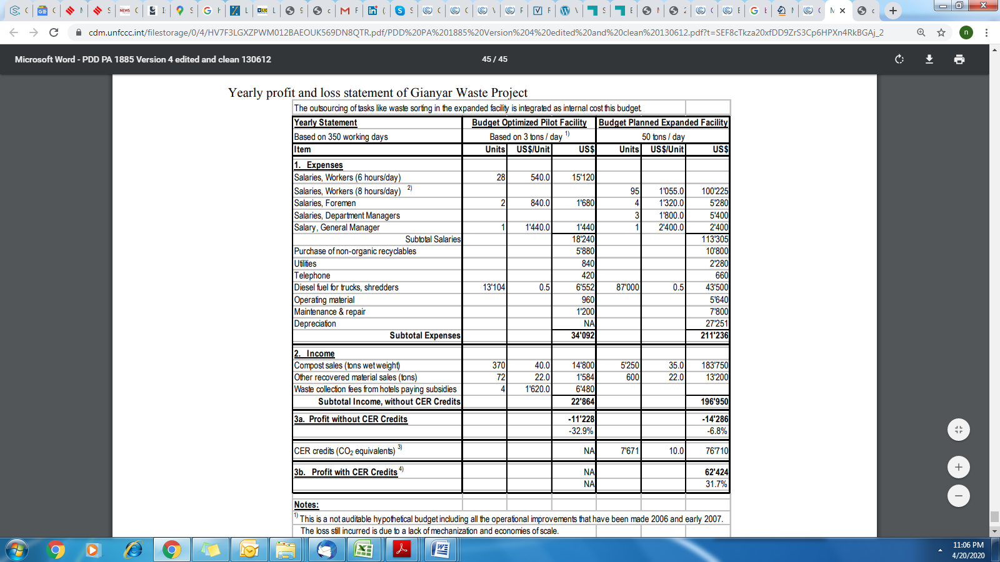 cdm.unfccc.int/filestorage/0/4/HV7F3LGXZPWM012BAEOUK569DN8QTR.pdf/PDD%20PA%201885%20Version%204%20edited%20and%20clean%20130612.pdf?t=SEF8cTkza20xfDD9ZrS3Cp6HPXn4RkBGAj_2
n
Microsoft Word - PDD PA 1885 Version 4 edited and clean 130612 45 / 45
Yearly profit and loss statement of Gianyar Waste Project
The outsourcing of tasks like waste sorting in the expanded facility is integrated as internal cost this budget.
Yearly Statement Budget Optimized Pilot Facility Budget Planned Expanded Facility
Based on 350 working days Based on 3 tons / day 1) 50 tons / day
Item Units US$/Unit US$ Units US$/Unit US$
1. Expenses
Salaries, Workers (6 hours/day) 28 540.0 15'120
Salaries, Workers (8 hours/day) 2) 95 1'055.0 100'225
Salaries, Foremen 2 840.0 1'680 4 1'320.0 5'280
Salaries, Department Managers 3 1'800.0 5'400
Salary, General Manager 1 1'440.0 1'440 1 2'400.0 2'400
Subtotal Salaries 18'240 113'305
Purchase of non-organic recyclables 5'880 10'800
Utilities 840 2'280
Telephone 420 660
Diesel fuel for trucks, shredders 13'104 0.5 6'552 87'000 0.5 43'500
Operating material 960 5'640
Maintenance & repair 1'200 7'800
Depreciation NA 27'251
Subtotal Expenses 34'092 211'236
2. Income
Compost sales (tons wet weight) 370 40.0 14'800 5'250 35.0 183'750
Other recovered material sales (tons) 72 22.0 1'584 600 22.0 13'200
Waste collection fees from hotels paying subsidies 4 1'620.0 6'480
Subtotal Income, without CER Credits 22'864 196'950
3a. Profit without CER Credits -11'228 -14'286
-32.9% -6.8%
CER credits (CO2 equivalents) 3) NA 7'671 10.0 76'710
3b. Profit with CER Credits 4) NA 62'424
NA 31.7%
Notes:
1) This is a not auditable hypothetical budget including all the operational improvements that have been made 2006 and early 2007.
The loss still incurred is due to a lack of mechanization and economies of scale.
11:06 PM
4/20/2020